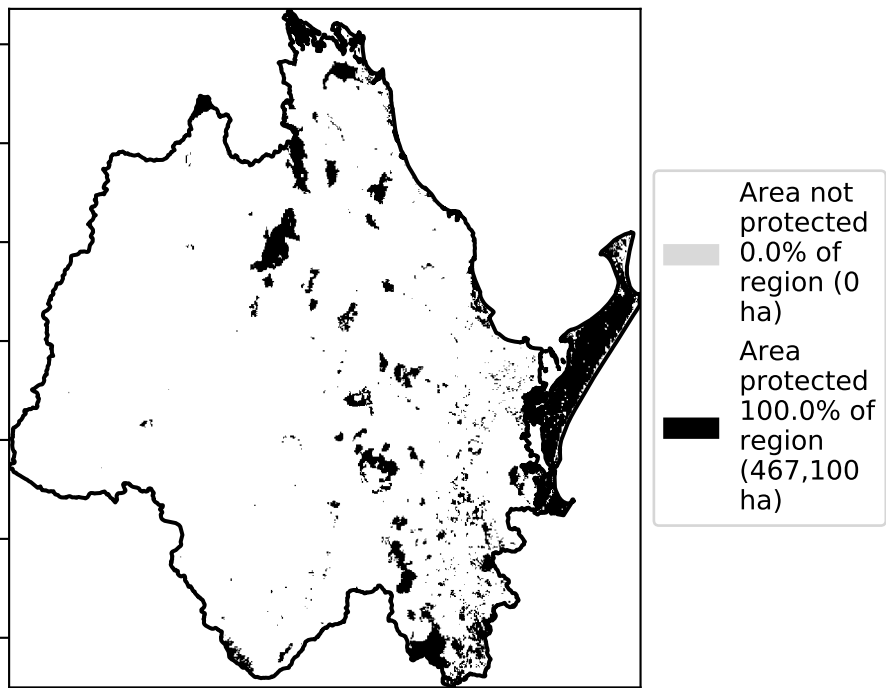 Area not
protected
0.0% of
region (0
ha)
Area
protected
100.0% of
region
(467,100
ha)